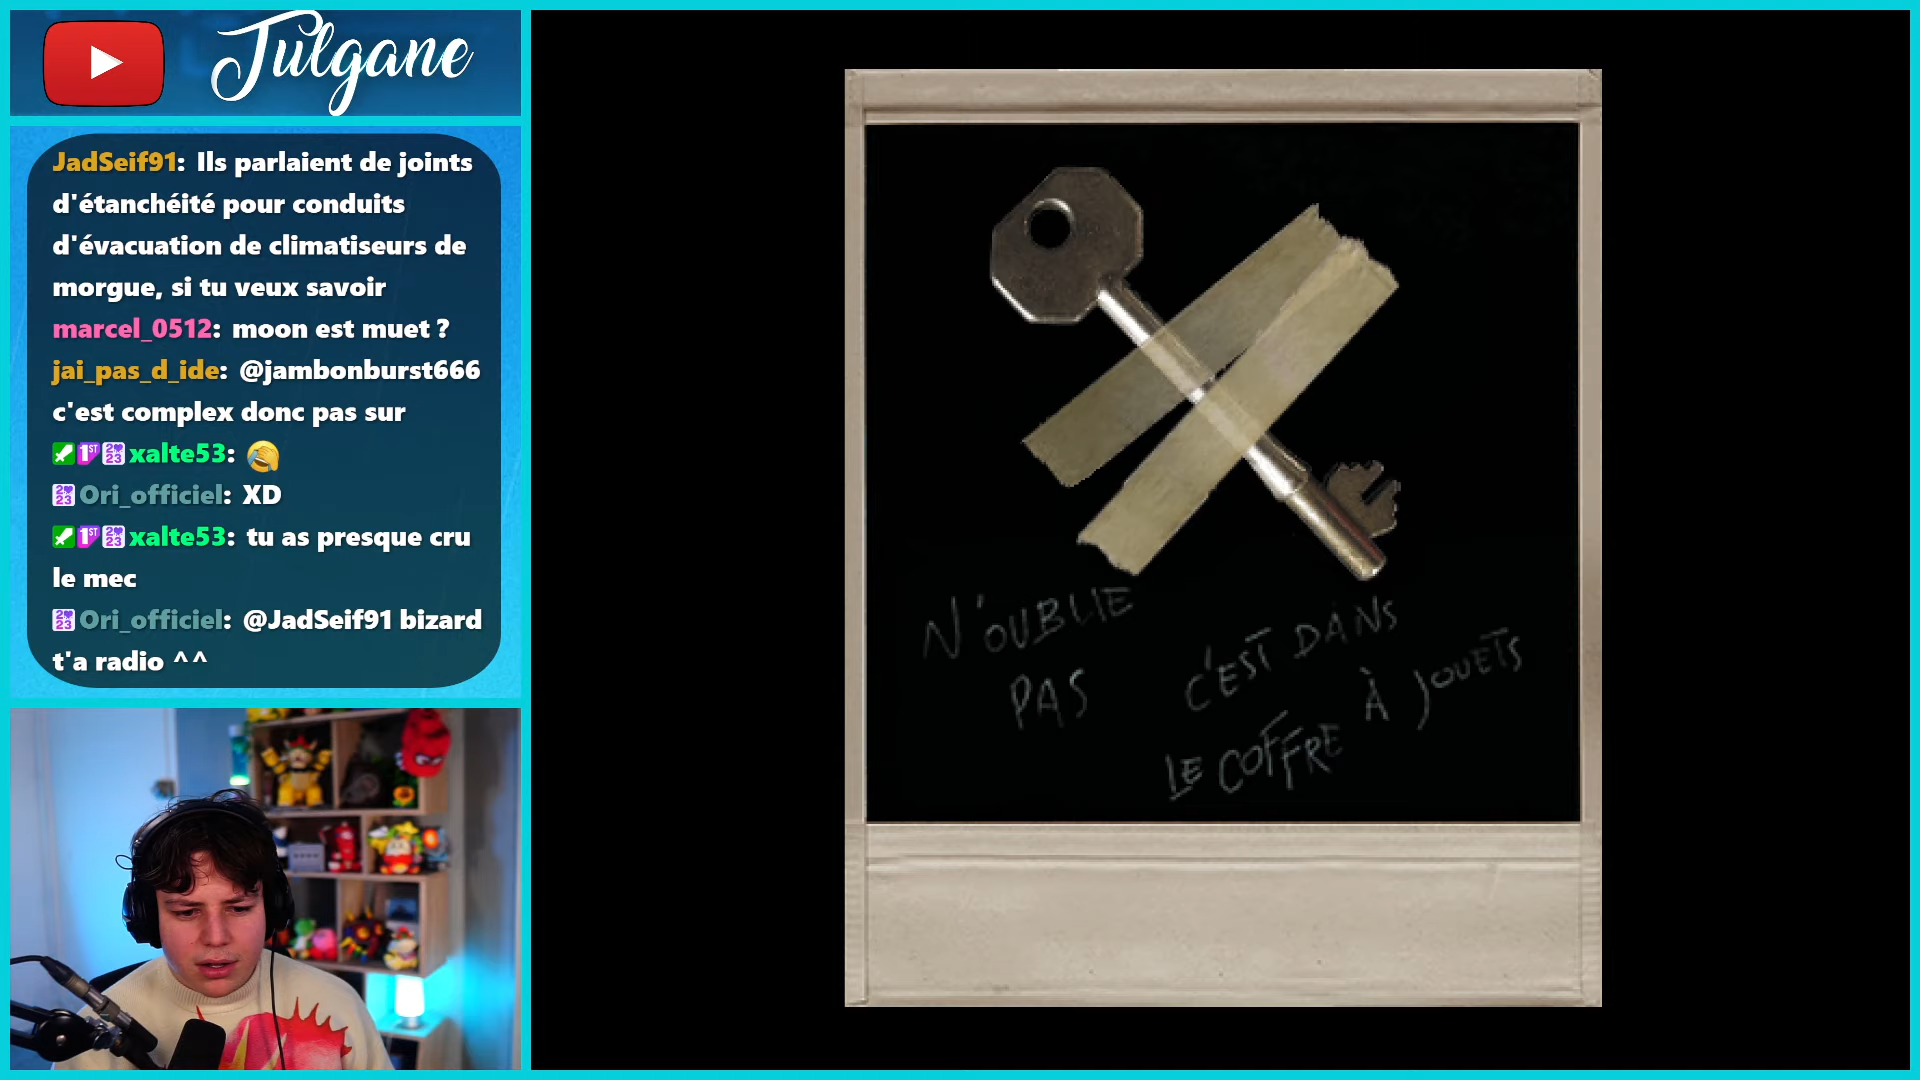 Julgane
JadSeif91: Ils parlaient de joints
d'étanchéité pour conduits
d'évacuation de climatiseurs de
morgue, si tu veux savoir
marcel_0512: moon est muet ?
jai_pas_d_ide: @jambonburst666
c'est complex donc pas sur
xalte53:
Ori_officiel: XD
xalte53: tu as presque cru
le mec
Ori_officiel: @JadSeif91 bizard
t'a radio ^^
N'OUBLIE
PAS
C'EST DANS
LE COFFRE À JOUETS